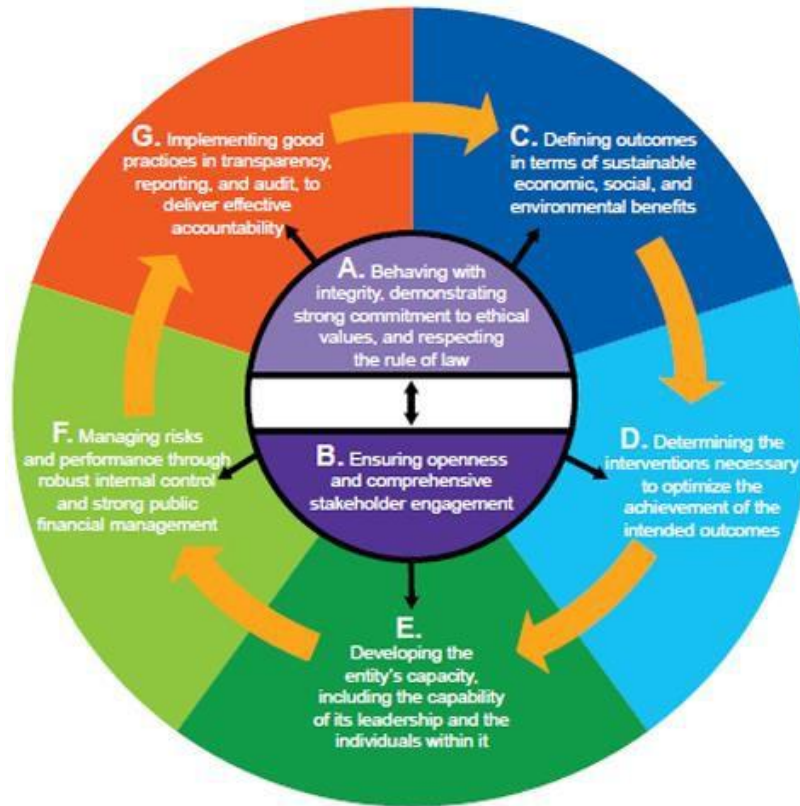 G. Implementing good
practices in transparency,
reporting, and audit, to
deliver effective
accountability
C. Defining outcomes
in terms of sustainable
economic, social, and
environmental benefits
A. Behaving with
integrity, demonstrating
strong commitment to ethical
values, and respecting
the rule of law
F. Managing risks
and performance through
robust internal control
and strong public
financial management
B. Ensuring openness
and comprehensive
stakeholder engagement
D. Determining the
interventions necessary
to optimize the
achievement of the
intended outcomes
E.
Developing the
entity's capacity,
including the capability
of its leadership and the
individuals within it